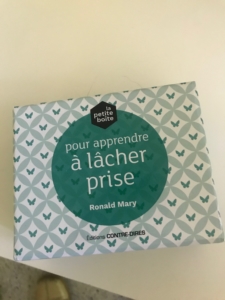 la
petite
boîte
pour apprendre
à lâcher
prise
Ronald Mary
Éditions CONTRE-DIRES